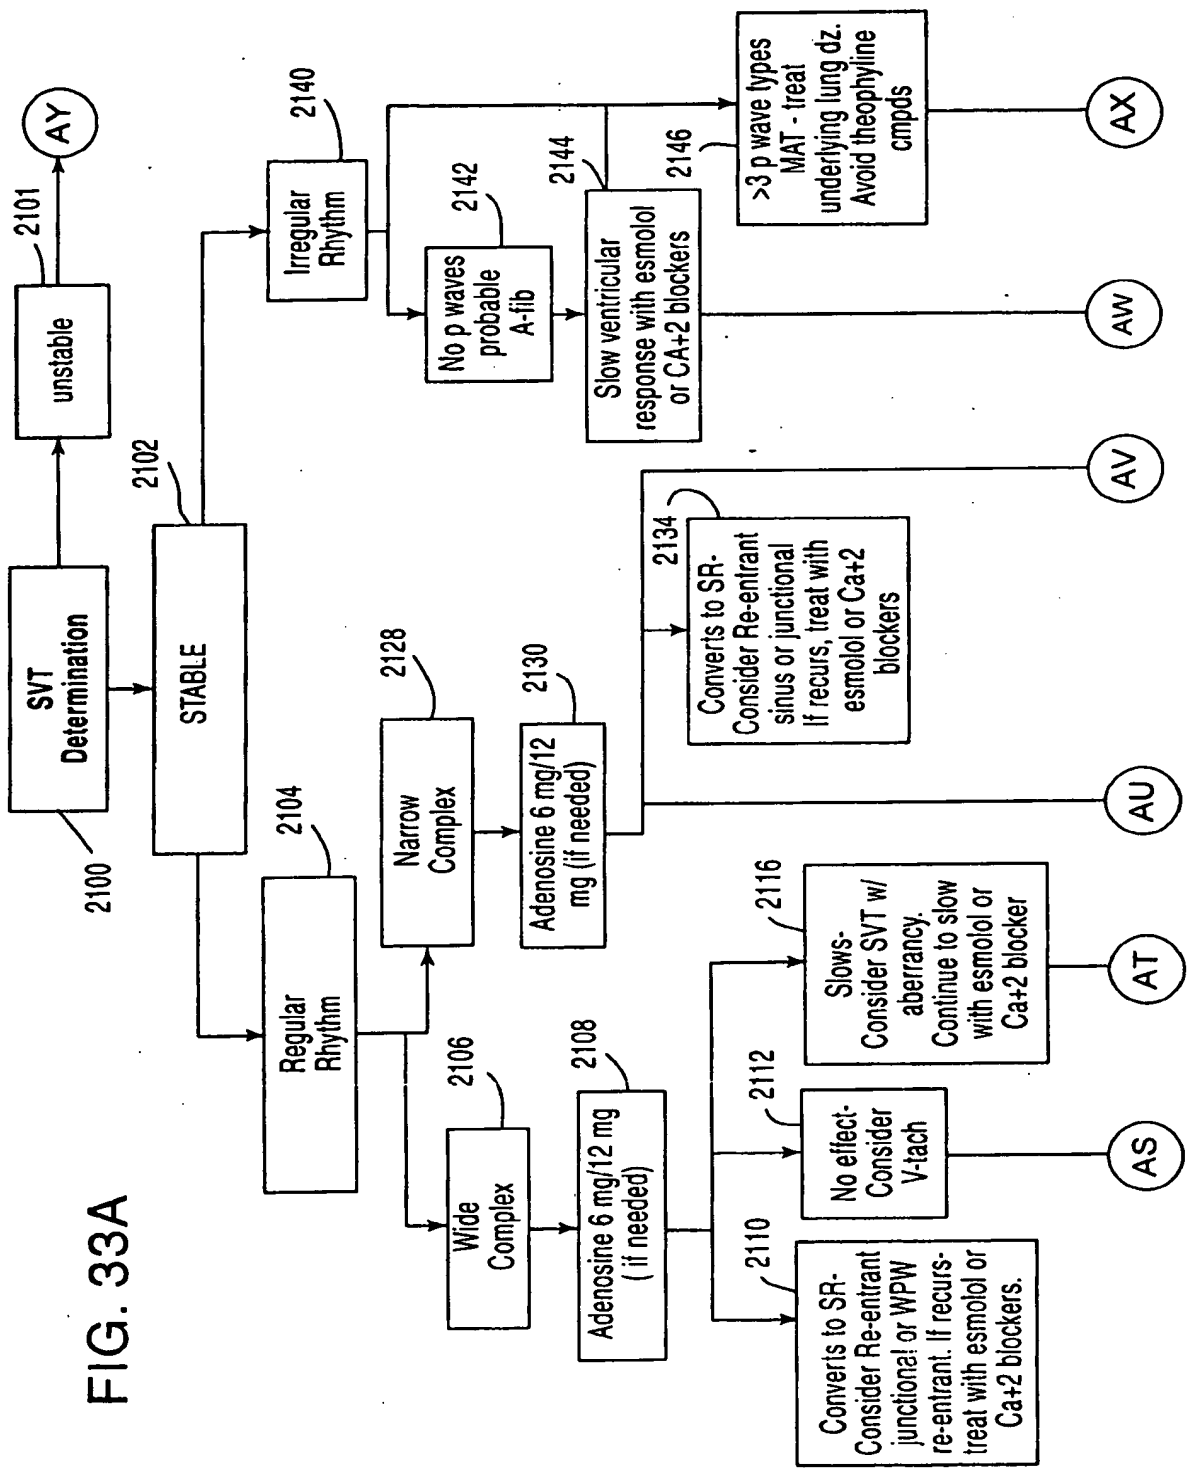 FIG. 33A
SVT
Determination
2100
unstable
2101
AY
STABLE
2102
Regular
Rhythm
2104
Irregular
Rhythm
2140
Wide
Complex
2106
Narrow
Complex
2128
No p waves
probable
A-fib
2142
Adenosine 6 mg/12 mg
( if needed)
2108
Adenosine 6 mg/12
mg (if needed)
2130
Slow ventricular
response with esmolol
or CA+2 blockers
2144
>3 p wave types
MAT - treat
underlying lung dz.
Avoid theophyline
cmpds
2146
Converts to SR-
Consider Re-entrant
junctional or WPW
re-entrant. If recurs-
treat with esmolol or
Ca+2 blockers.
2110
No effect-
Consider
V-tach
2112
Slows-
Consider SVT w/
aberrancy.
Continue to slow
with esmolol or
Ca+2 blocker
2116
Converts to SR-
Consider Re-entrant
sinus or junctional
If recurs, treat with
esmolol or Ca+2
blockers
2134
AS
AT
AU
AV
AW
AX